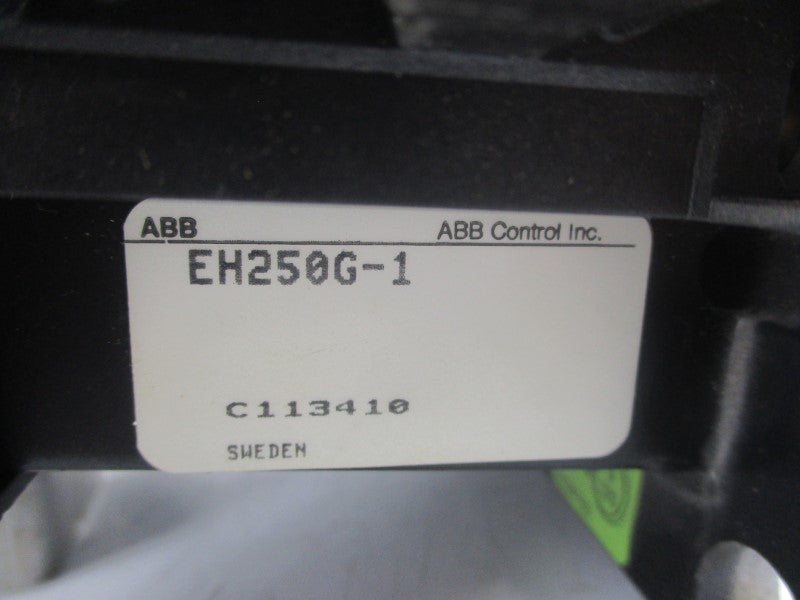 ABB ABB Control Inc.
EH250G-1
C113410
SWEDEN